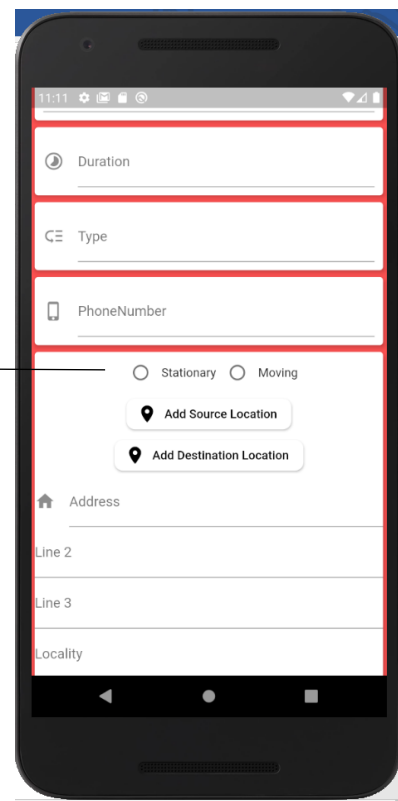 11:11
Duration
Type
PhoneNumber
Stationary Moving
Add Source Location
Add Destination Location
Address
Line 2
Line 3
Locality